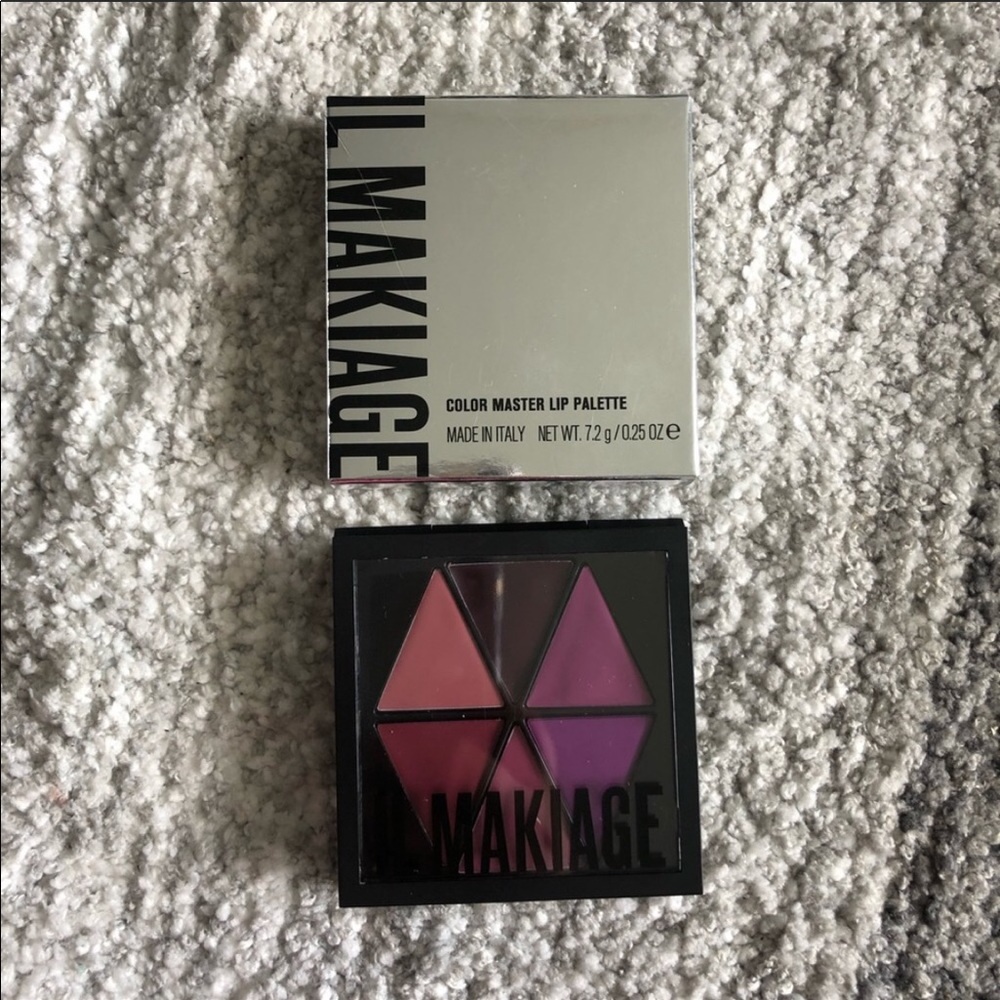 IL MAKIAGE
COLOR MASTER LIP PALETTE
MADE IN ITALY NET WT. 7.2 g / 0.25 OZ e
IL MAKIAGE